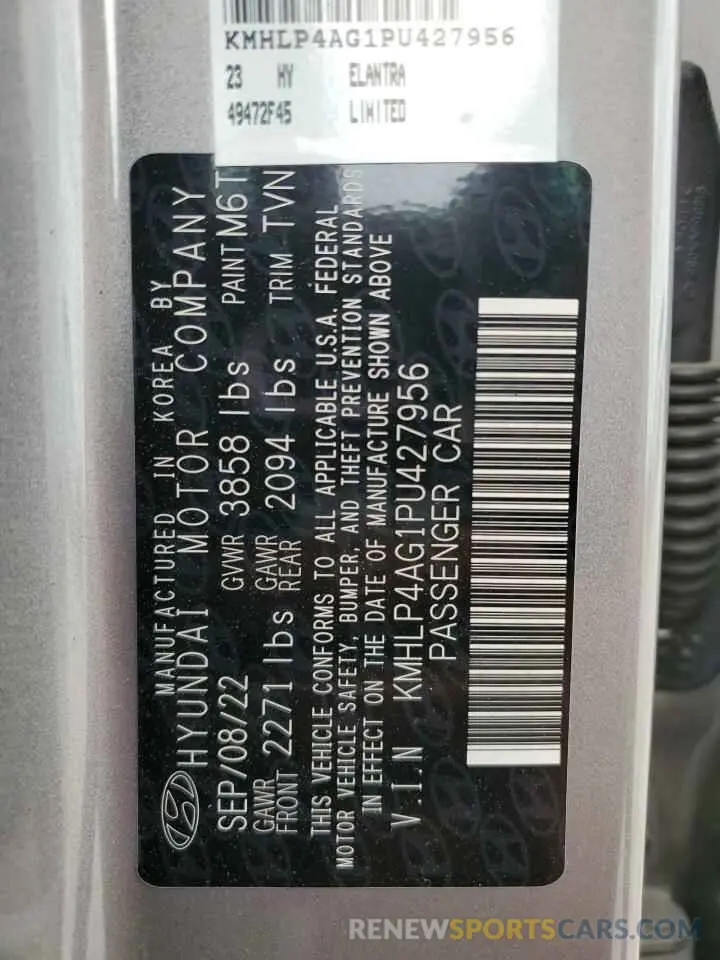 KMHLP4AG1PU427956
23 HY ELANTRA
49472F45 LIMITED
MANUFACTURED IN KOREA BY
HYUNDAI MOTOR COMPANY
SEP/08/22 GVWR 3858 lbs PAINT M6T
GAWR FRONT 2271 lbs GAWR REAR 2094 lbs TRIM TVN
THIS VEHICLE CONFORMS TO ALL APPLICABLE U.S.A. FEDERAL
MOTOR VEHICLE SAFETY, BUMPER, AND THEFT PREVENTION STANDARDS
IN EFFECT ON THE DATE OF MANUFACTURE SHOWN ABOVE
V.I.N KMHLP4AG1PU427956
PASSENGER CAR
RENEWSPORTSCARS.COM